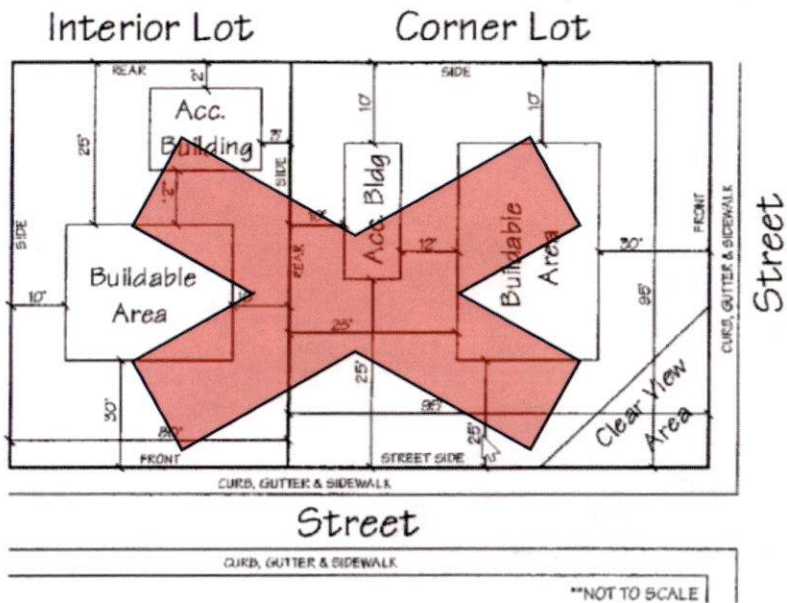 Interior Lot
Corner Lot
REAR
2'
Acc.
Building
25'
12"
SIDE
SIDE
Buildable
Area
10'
30'
FRONT
REAR
SIDE
10'
10'
Acc. Bldg
Buildable
Area
FRONT
30'
95'
25'
25'
95'
25'
STREET SIDE
Clear View
Area
CURB, GUTTER & SIDEWALK
Street
CURB, GUTTER & SIDEWALK
Street
CURB, GUTTER & SIDEWALK
**NOT TO SCALE